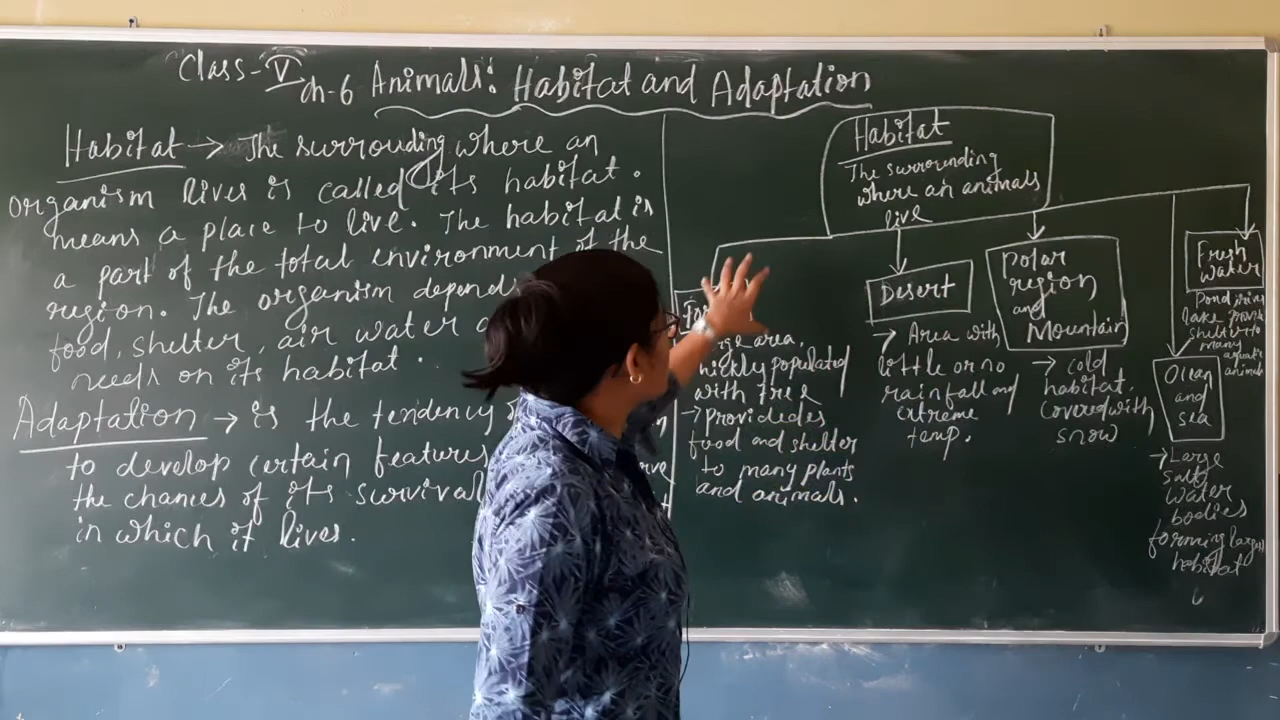 Class-V ch-6 Animals: Habitat and Adaptation
Habitat → The surrouding where an
organism lives is called its habitat.
means a place to live. The habitat is
a part of the total environment of the
region. The organism depend
food, shelter, air water
needs on its habitat.
Adaptation → is the tendency
to develop certain features
the chances of its survival
in which it lives.
Habitat
The surrounding
where an animals
live
Large area,
thickly populated
with tree
→ Providedes
food and shelter
to many plants
and animals.
Desert
→ Area with
little or no
rainfall and
extreme
temp.
Polar
region
and
Mountain
→ cold
habitat.
covered with
snow
Ocean
and
sea
→ Large
salty
water
bodies
forming largest
habitat
Fresh
water
Pond
lake provide
shelter to
many
aquatic
animals